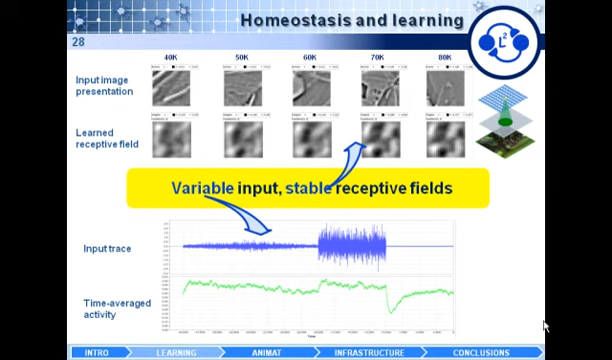 Homeostasis and learning
28
L²
40K 50K 60K 70K 80K
Input image
presentation
Learned
receptive field
Variable input, stable receptive fields
Input trace
Time-averaged
activity
Time
INTRO LEARNING ANIMAT INFRASTRUCTURE CONCLUSIONS